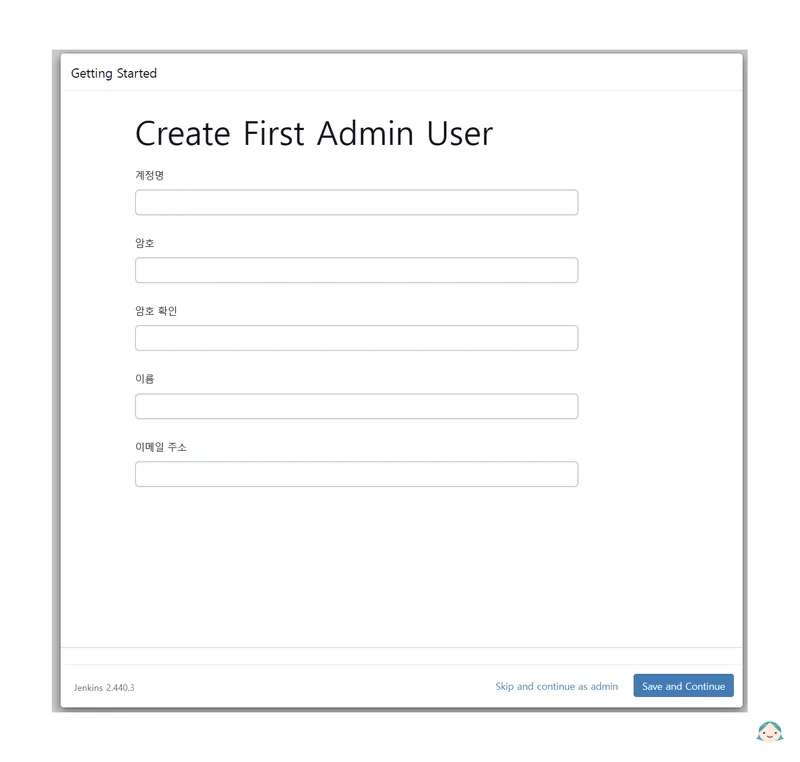 Getting Started
Create First Admin User
계정명
암호
암호 확인
이름
이메일 주소
Jenkins 2.440.3
Skip and continue as admin
Save and Continue